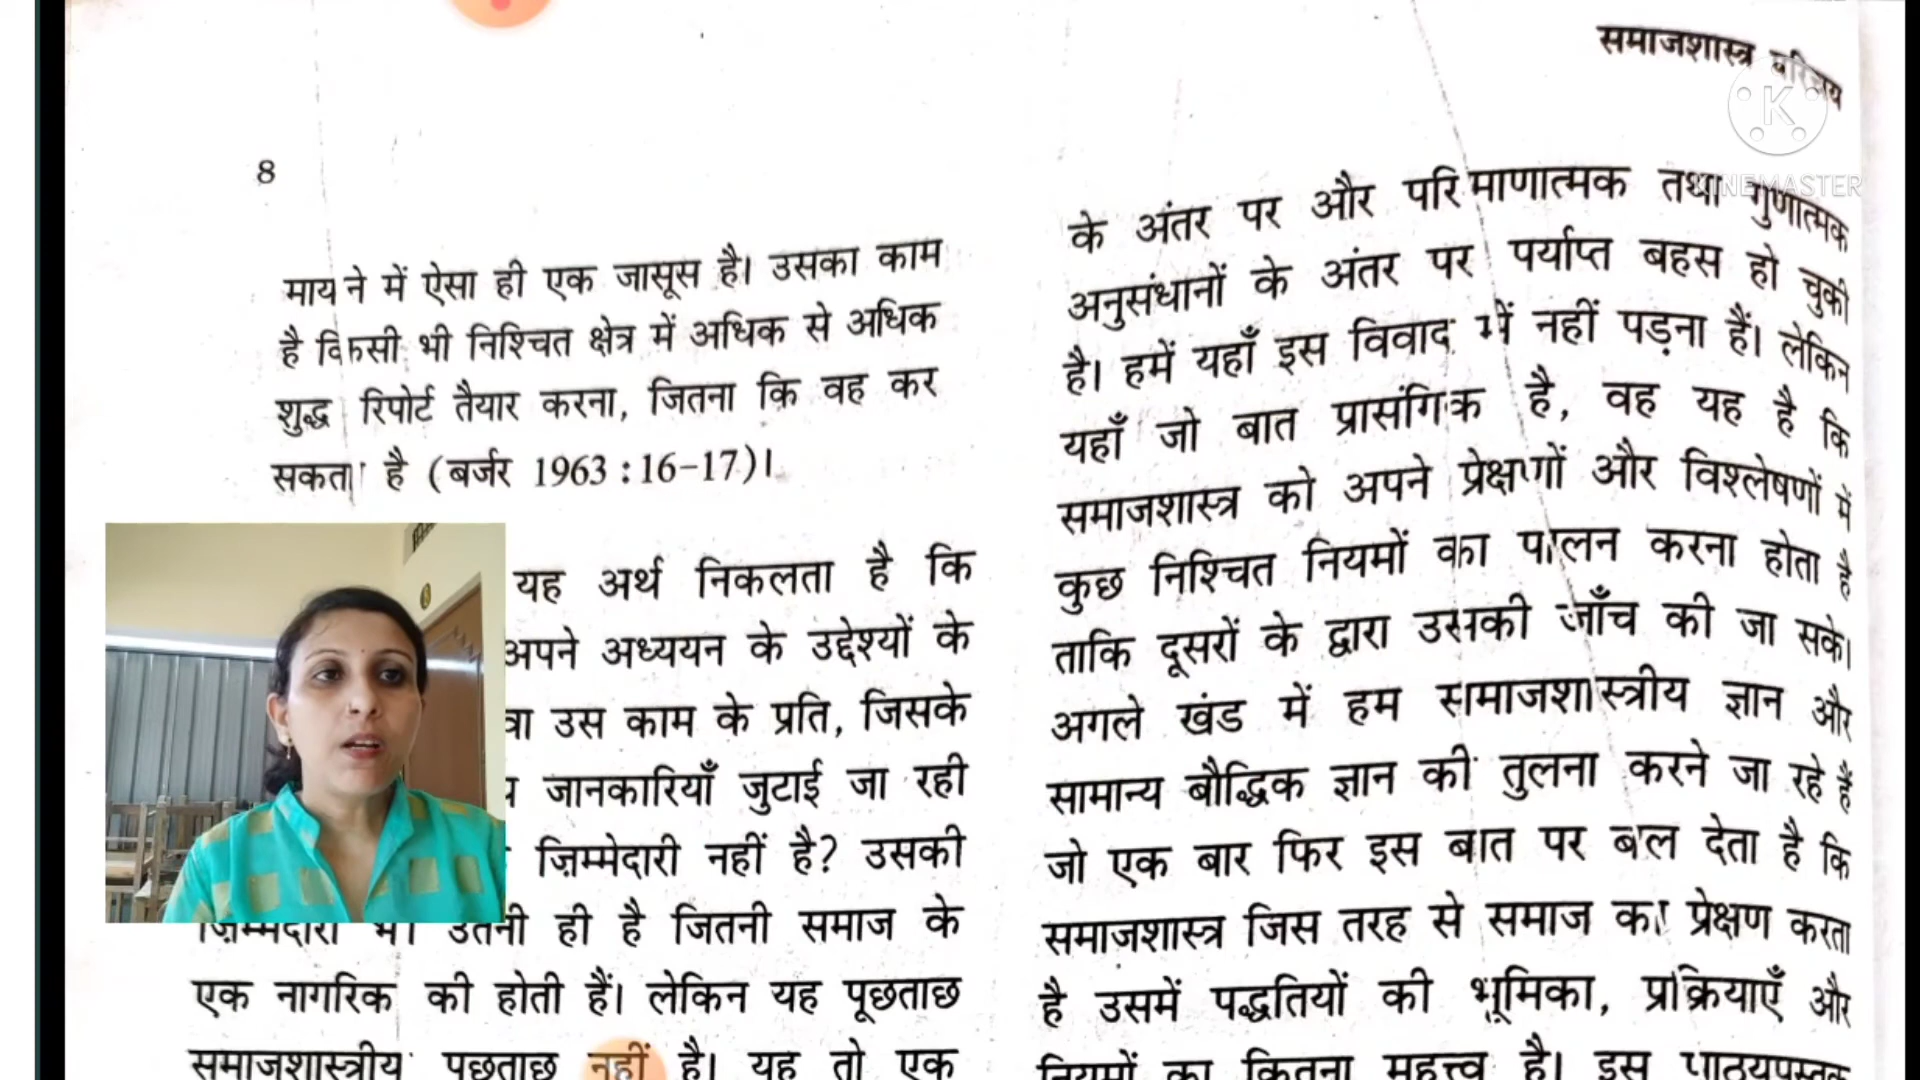 समाजशास्त्र परिचय
KINEMASTER
8
मायने में ऐसा ही एक जासूस है। उसका काम
है किसी भी निश्चित क्षेत्र में अधिक से अधिक
शुद्ध रिपोर्ट तैयार करना, जितना कि वह कर
सकता है (बर्जर 1963 : 16-17)।
यह अर्थ निकलता है कि
अपने अध्ययन के उद्देश्यों के
उस काम के प्रति, जिसके
जानकारियाँ जुटाई जा रही
ज़िम्मेदारी नहीं है? उसकी
ज़िम्मेदारी भी उतनी ही है जितनी समाज के
एक नागरिक की होती हैं। लेकिन यह पूछताछ
समाजशास्त्रीय पूछताछ नहीं है। यह तो एक
के अंतर पर और परिमाणात्मक तथा गुणात्मक
अनुसंधानों के अंतर पर पर्याप्त बहस हो चुकी
है। हमें यहाँ इस विवाद में नहीं पड़ना हैं। लेकिन
यहाँ जो बात प्रासंगिक है, वह यह है कि
समाजशास्त्र को अपने प्रेक्षणों और विश्लेषणों में
कुछ निश्चित नियमों का पालन करना होता है
ताकि दूसरों के द्वारा उसकी जाँच की जा सके।
अगले खंड में हम समाजशास्त्रीय ज्ञान और
सामान्य बौद्धिक ज्ञान की तुलना करने जा रहे हैं
जो एक बार फिर इस बात पर बल देता है कि
समाजशास्त्र जिस तरह से समाज का प्रेक्षण करता
है उसमें पद्धतियों की भूमिका, प्रक्रियाएँ और
नियमों का कितना महत्त्व है। इस पाठ्यपुस्तक